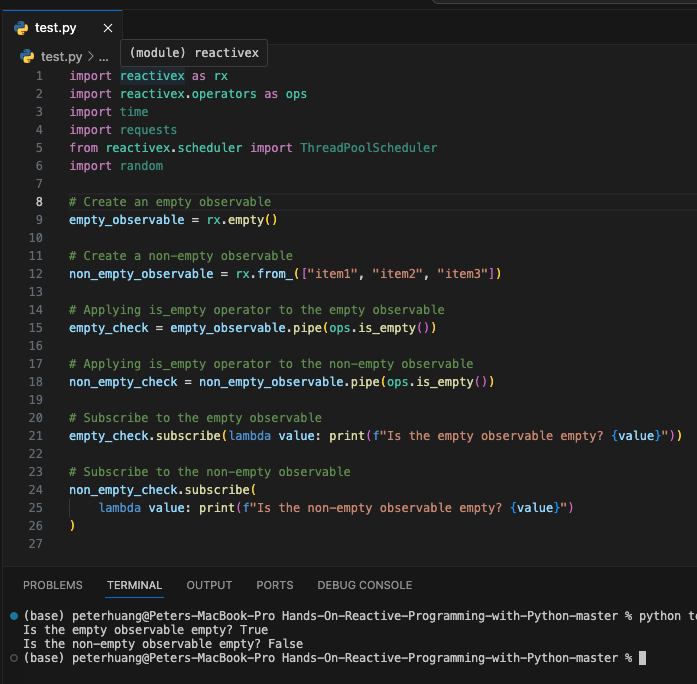 test.py
test.py > ...
(module) reactivex
1 import reactivex as rx
2 import reactivex.operators as ops
3 import time
4 import requests
5 from reactivex.scheduler import ThreadPoolScheduler
6 import random
7
8 # Create an empty observable
9 empty_observable = rx.empty()
10
11 # Create a non-empty observable
12 non_empty_observable = rx.from_(["item1", "item2", "item3"])
13
14 # Applying is_empty operator to the empty observable
15 empty_check = empty_observable.pipe(ops.is_empty())
16
17 # Applying is_empty operator to the non-empty observable
18 non_empty_check = non_empty_observable.pipe(ops.is_empty())
19
20 # Subscribe to the empty observable
21 empty_check.subscribe(lambda value: print(f"Is the empty observable empty? {value}"))
22
23 # Subscribe to the non-empty observable
24 non_empty_check.subscribe(
25     lambda value: print(f"Is the non-empty observable empty? {value}")
26 )
27
PROBLEMS TERMINAL OUTPUT PORTS DEBUG CONSOLE
(base) peterhuang@Peters-MacBook-Pro Hands-On-Reactive-Programming-with-Python-master % python
Is the empty observable empty? True
Is the non-empty observable empty? False
(base) peterhuang@Peters-MacBook-Pro Hands-On-Reactive-Programming-with-Python-master %